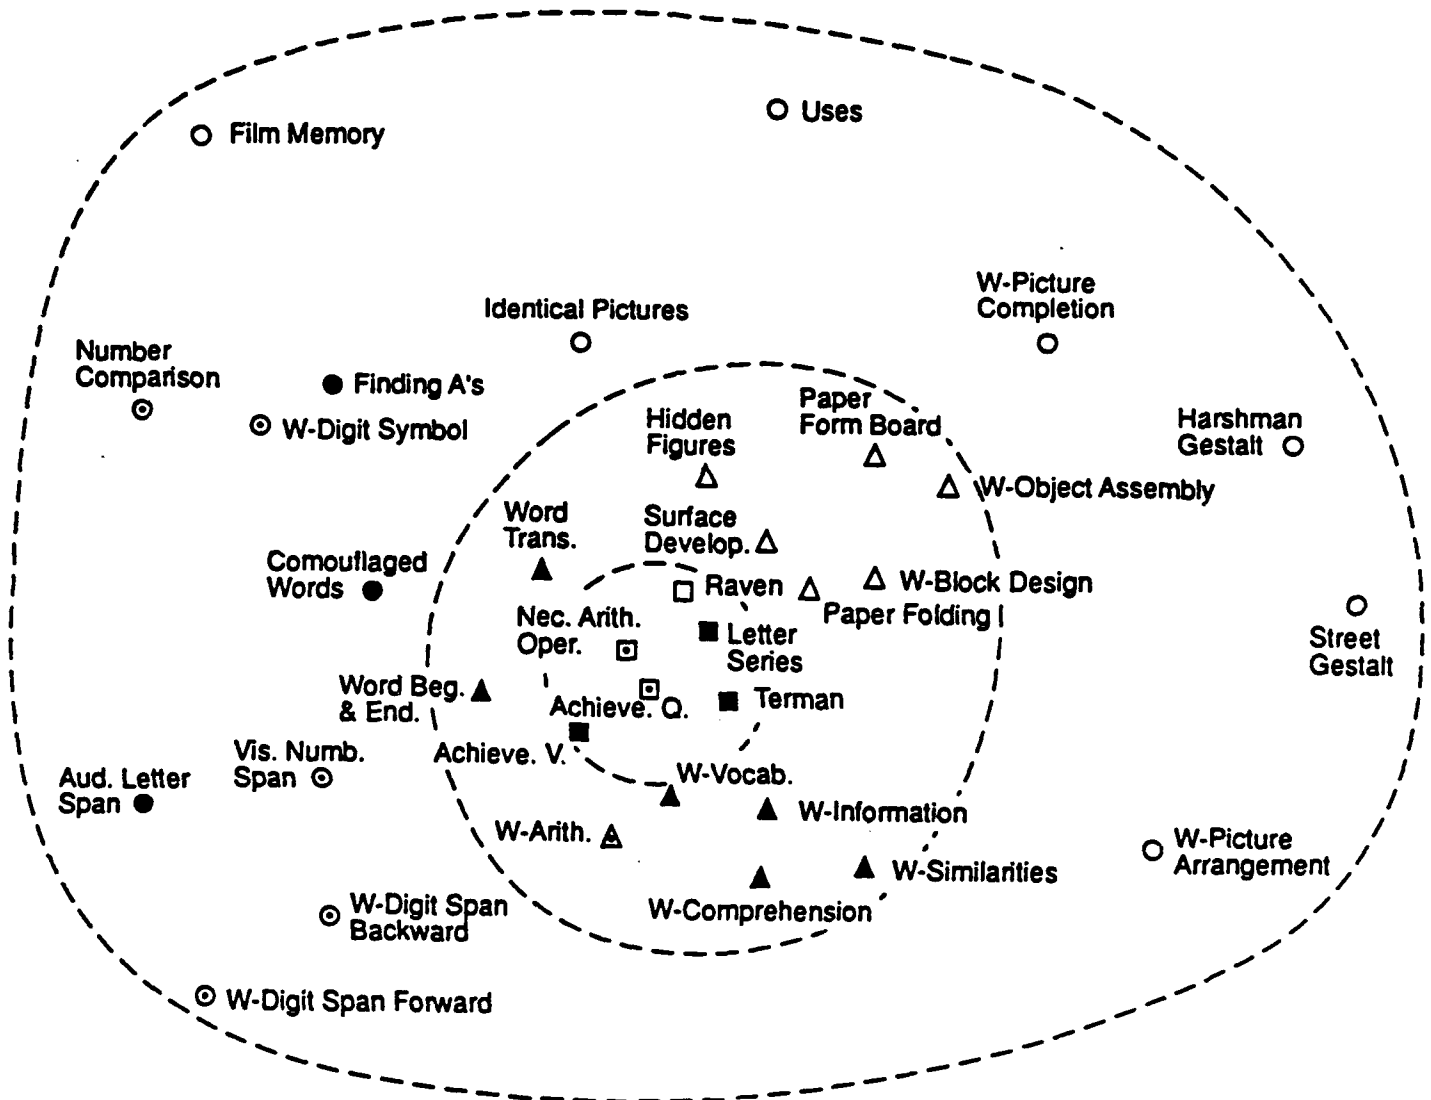 Film Memory
Uses
W-Picture
Completion
Identical Pictures
Number
Comparison
Finding A's
W-Digit Symbol
Hidden
Figures
Paper
Form Board
Harshman
Gestalt
W-Object Assembly
Word
Trans.
Surface
Develop.
Comouflaged
Words
Raven
W-Block Design
Paper Folding
Nec. Arith.
Oper.
Letter
Series
Street
Gestalt
Word Beg.
& End.
Achieve. Q.
Terman
Achieve. V.
Vis. Numb.
Span
W-Vocab.
Aud. Letter
Span
W-Information
W-Arith.
W-Picture
Arrangement
W-Similarities
W-Comprehension
W-Digit Span
Backward
W-Digit Span Forward